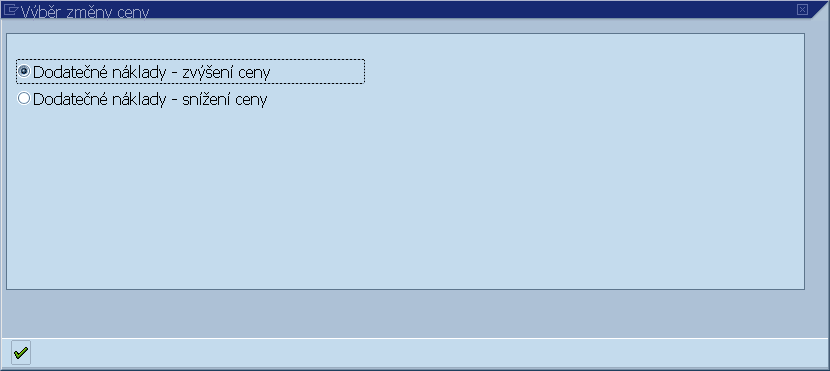 Výběr změny ceny
Dodatečné náklady - zvýšení ceny
Dodatečné náklady - snížení ceny